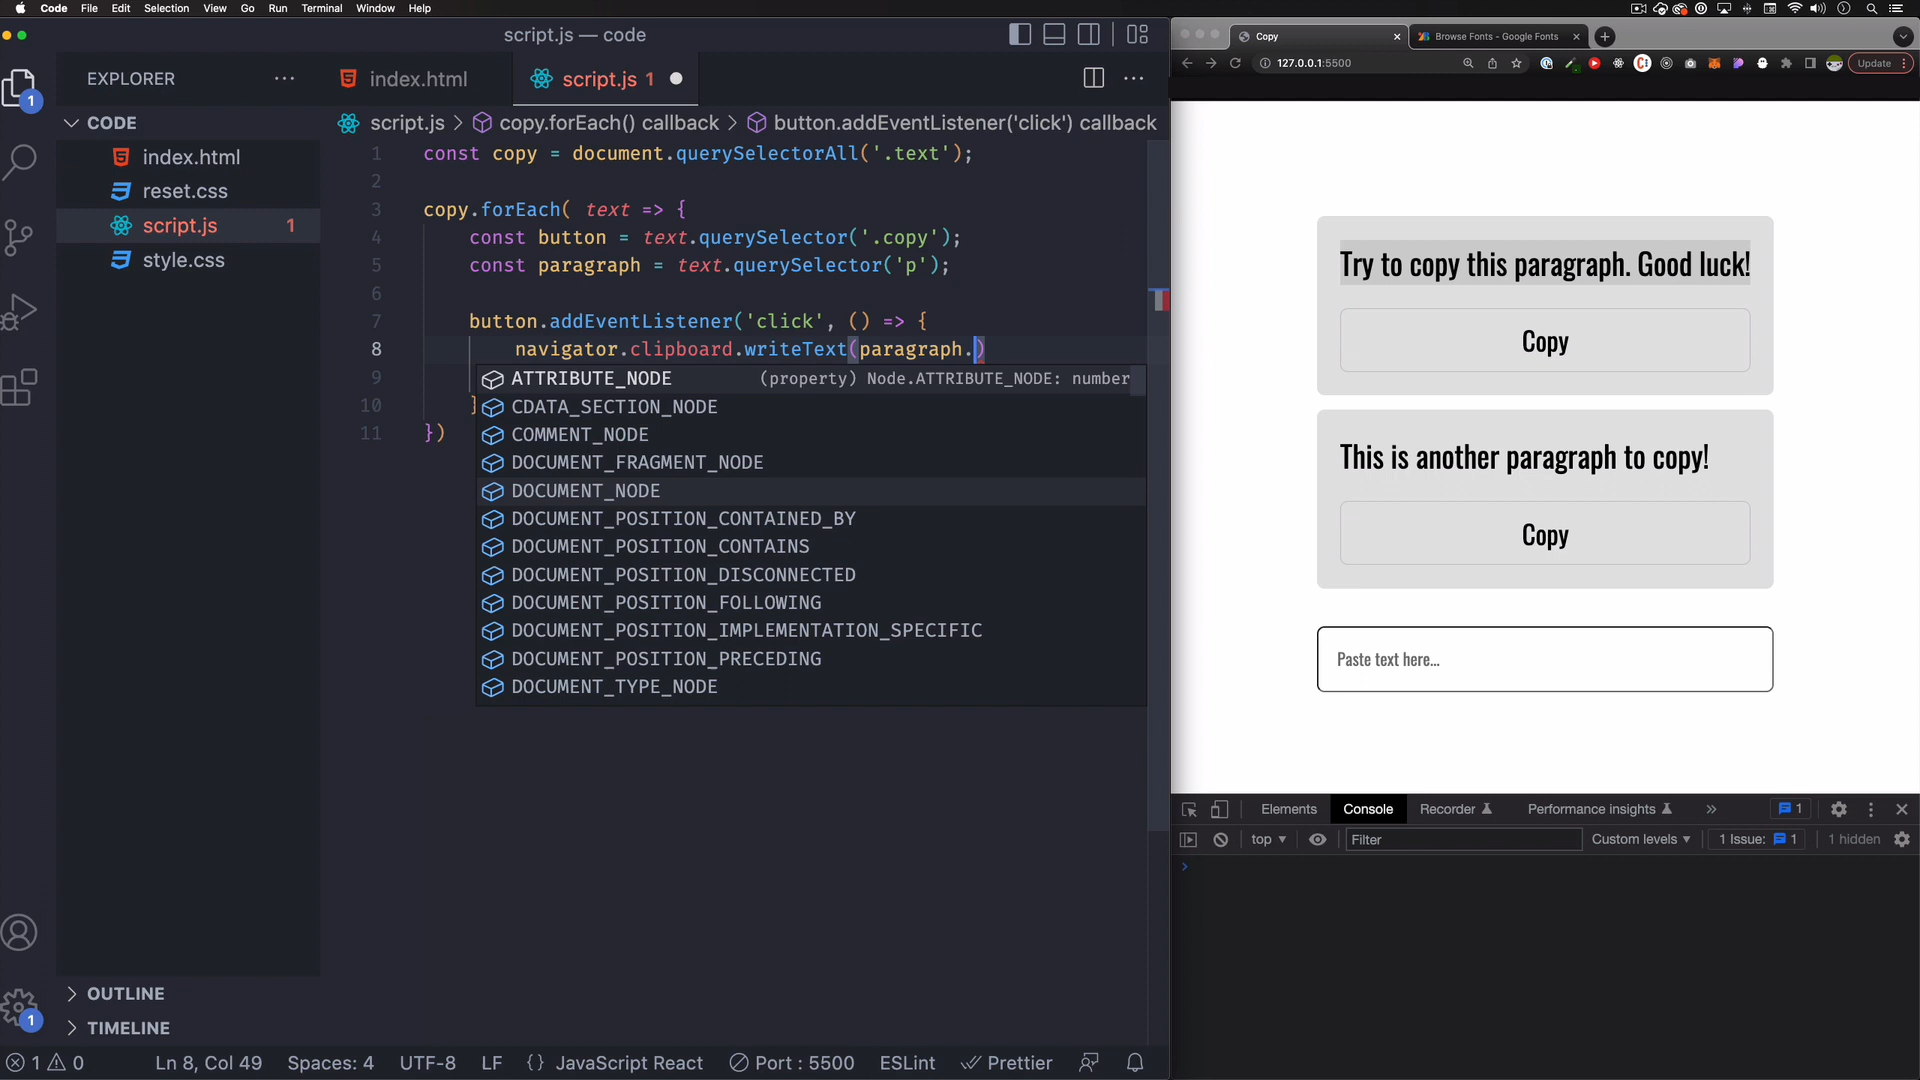 Code File Edit Selection View Go Run Terminal Window Help
script.js — code
EXPLORER
index.html
script.js 1
CODE
index.html
reset.css
script.js 1
style.css
script.js > copy.forEach() callback > button.addEventListener('click') callback
1 const copy = document.querySelectorAll('.text');
2
3 copy.forEach( text => {
4 const button = text.querySelector('.copy');
5 const paragraph = text.querySelector('p');
6
7 button.addEventListener('click', () => {
8 navigator.clipboard.writeText(paragraph.)
9
10 }
11 })
ATTRIBUTE_NODE (property) Node.ATTRIBUTE_NODE: number
CDATA_SECTION_NODE
COMMENT_NODE
DOCUMENT_FRAGMENT_NODE
DOCUMENT_NODE
DOCUMENT_POSITION_CONTAINED_BY
DOCUMENT_POSITION_CONTAINS
DOCUMENT_POSITION_DISCONNECTED
DOCUMENT_POSITION_FOLLOWING
DOCUMENT_POSITION_IMPLEMENTATION_SPECIFIC
DOCUMENT_POSITION_PRECEDING
DOCUMENT_TYPE_NODE
1
1
OUTLINE
TIMELINE
1 0 Ln 8, Col 49 Spaces: 4 UTF-8 LF {} JavaScript React Port : 5500 ESLint Prettier
Copy
Browse Fonts - Google Fonts
127.0.0.1:5500
Update
Try to copy this paragraph. Good luck!
Copy
This is another paragraph to copy!
Copy
Paste text here...
Elements Console Recorder Performance insights » 1
top Filter Custom levels 1 Issue: 1 1 hidden
>